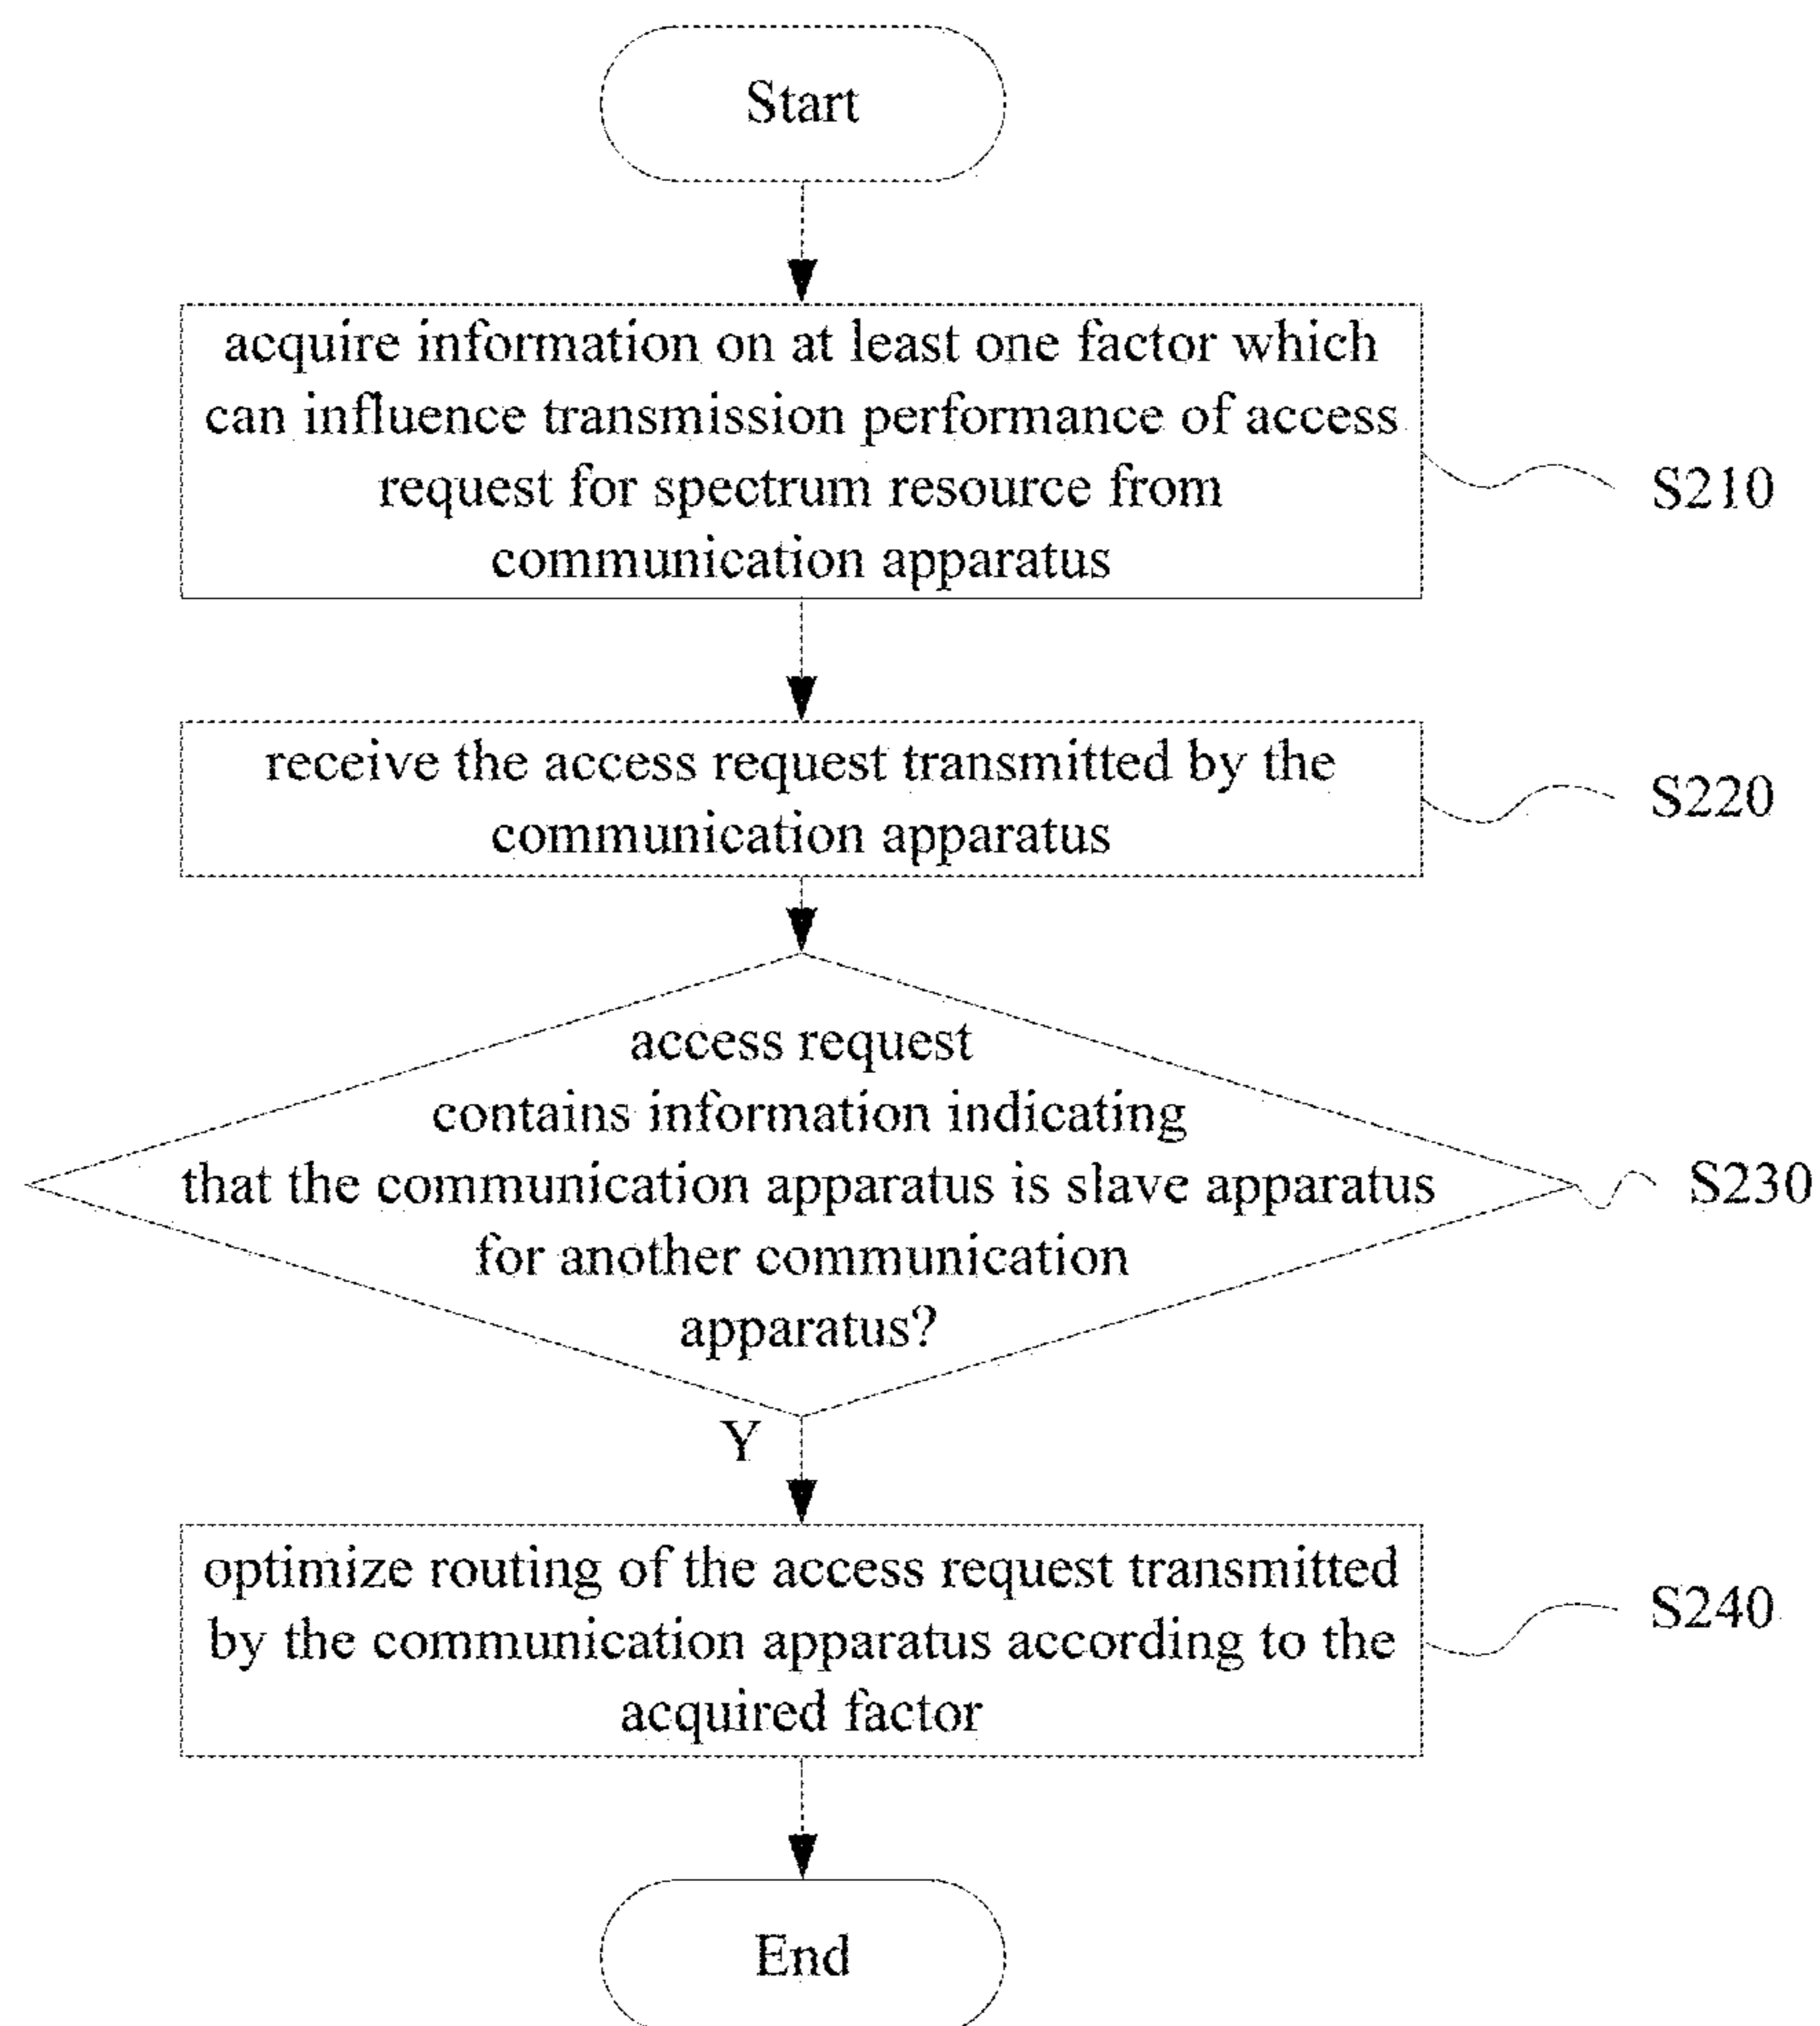 Start
acquire information on at least one factor which
can influence transmission performance of access
request for spectrum resource from
communication apparatus
S210
receive the access request transmitted by the
communication apparatus
S220
access request
contains information indicating
that the communication apparatus is slave apparatus
for another communication
apparatus?
S230
Y
optimize routing of the access request transmitted
by the communication apparatus according to the
acquired factor
S240
End